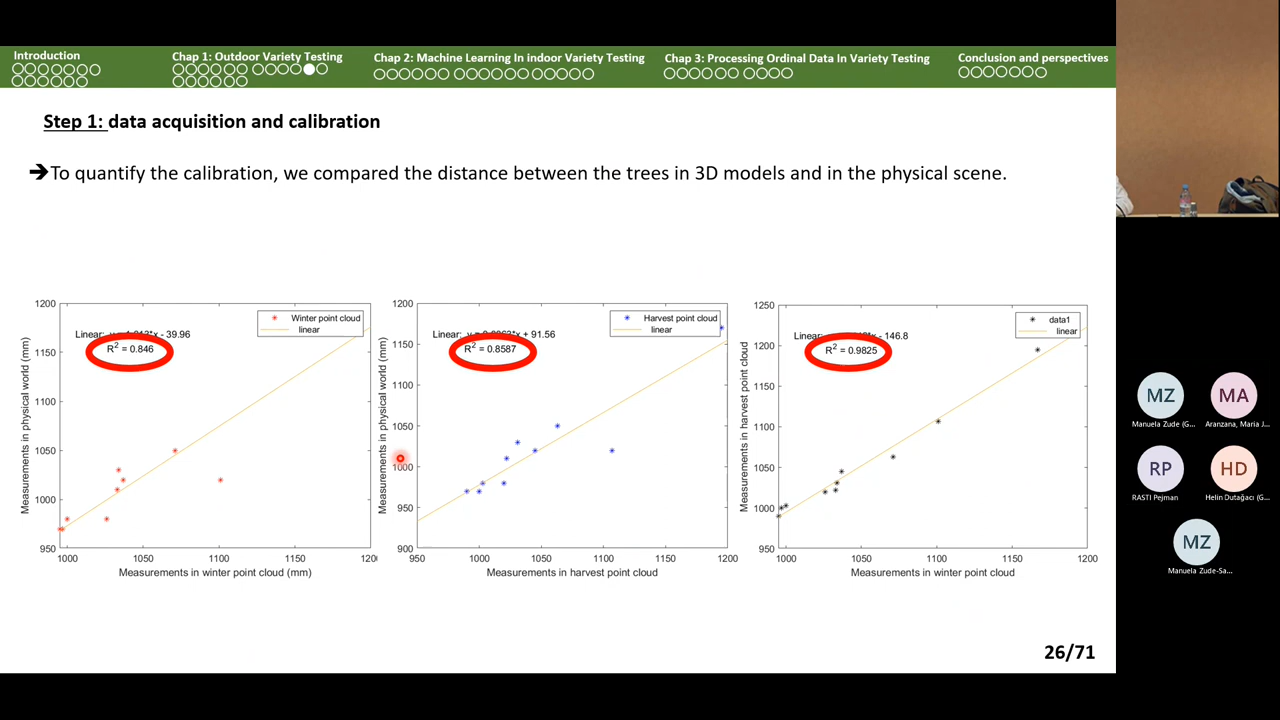 Introduction
Chap 1: Outdoor Variety Testing
Chap 2: Machine Learning In indoor Variety Testing
Chap 3: Processing Ordinal Data In Variety Testing
Conclusion and perspectives
Step 1: data acquisition and calibration
➔To quantify the calibration, we compared the distance between the trees in 3D models and in the physical scene.
Measurements in physical world (mm)
1200
1150
1100
1050
1000
950
Linear: - 39.96
R2 = 0.846
Winter point cloud
linear
1000
1050
1100
1150
120
Measurements in winter point cloud (mm)
Measurements in physical world (mm)
1200
1150
1100
1050
1000
950
900
Linear: + 91.56
R2 = 0.8587
Harvest point cloud
linear
950
1000
1050
1100
1150
1200
Measurements in harvest point cloud
Measurements in harvest point cloud
1250
1200
1150
1100
1050
1000
950
Linear: - 146.8
R2 = 0.9825
data1
linear
1000
1050
1100
1150
1200
Measurements in winter point cloud
26/71
MZ
Manuela Zude (G...
MA
Aranzana, Maria J...
RP
RASTI Pejman
HD
Helin Dutağacı (G...
MZ
Manuela Zude-Sa...